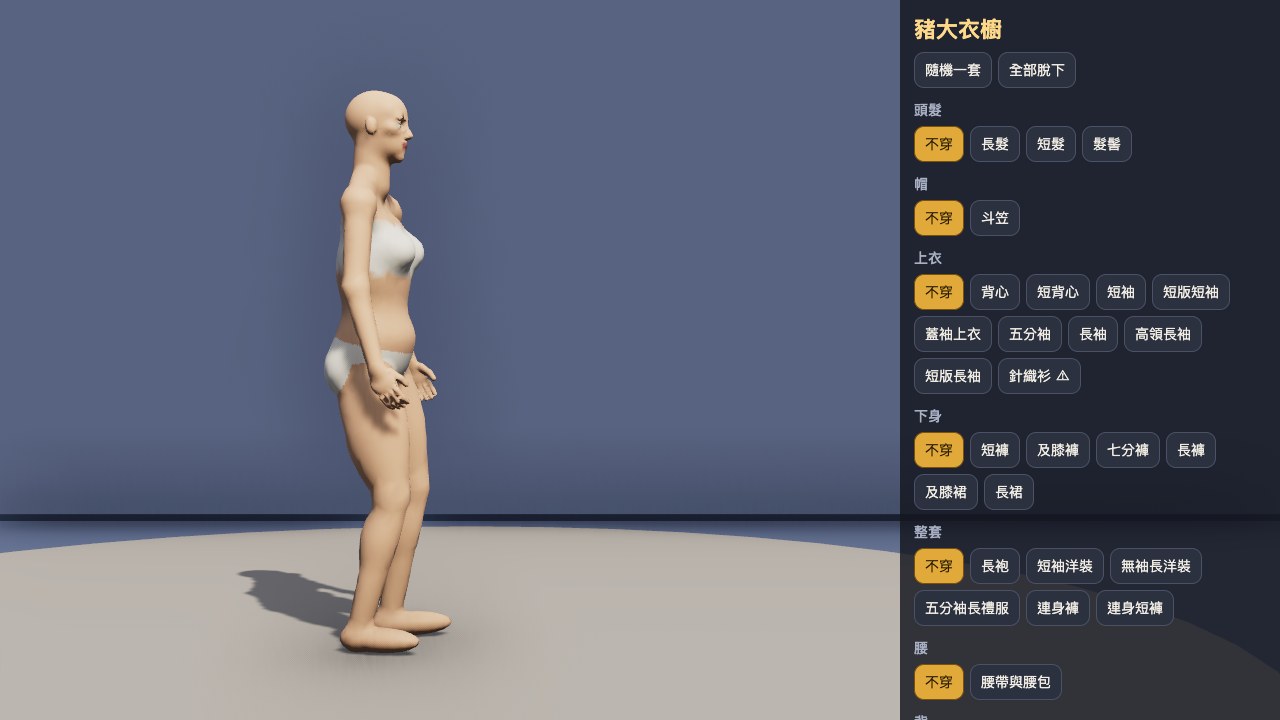 豬大衣櫥
隨機一套 全部脫下
頭髮
不穿 長髮 短髮 髮髻
帽
不穿 斗笠
上衣
不穿 背心 短背心 短袖 短版短袖
蓋袖上衣 五分袖 長袖 高領長袖
短版長袖 針織衫 ⚠
下身
不穿 短褲 及膝褲 七分褲 長褲
及膝裙 長裙
整套
不穿 長袍 短袖洋裝 無袖長洋裝
五分袖長禮服 連身褲 連身短褲
腰
不穿 腰帶與腰包